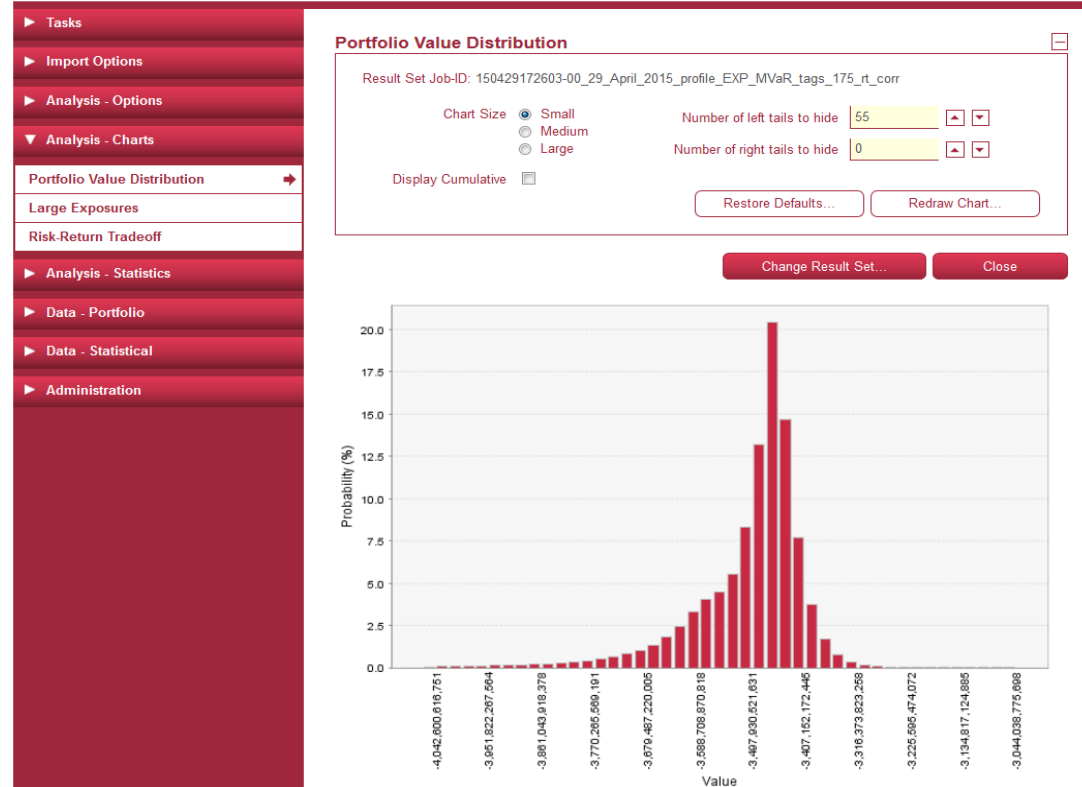 Tasks
Import Options
Analysis - Options
Analysis - Charts
Portfolio Value Distribution
Large Exposures
Risk-Return Tradeoff
Analysis - Statistics
Data - Portfolio
Data - Statistical
Administration
Portfolio Value Distribution
Result Set Job-ID: 150429172603-00_29_April_2015_profile_EXP_MVaR_tags_175_rt_corr
Chart Size Small
Medium
Large
Number of left tails to hide 55
Number of right tails to hide 0
Display Cumulative
Restore Defaults...
Redraw Chart...
Change Result Set...
Close
Probability (%)
20.0
17.5
15.0
12.5
10.0
7.5
5.0
2.5
0.0
-4,042,600,616,751
-3,951,822,267,564
-3,861,043,918,378
-3,770,265,569,191
-3,679,487,220,005
-3,588,708,870,818
-3,497,930,521,631
-3,407,152,172,445
-3,316,373,823,258
-3,225,595,474,072
-3,134,817,124,885
-3,044,038,775,698
Value